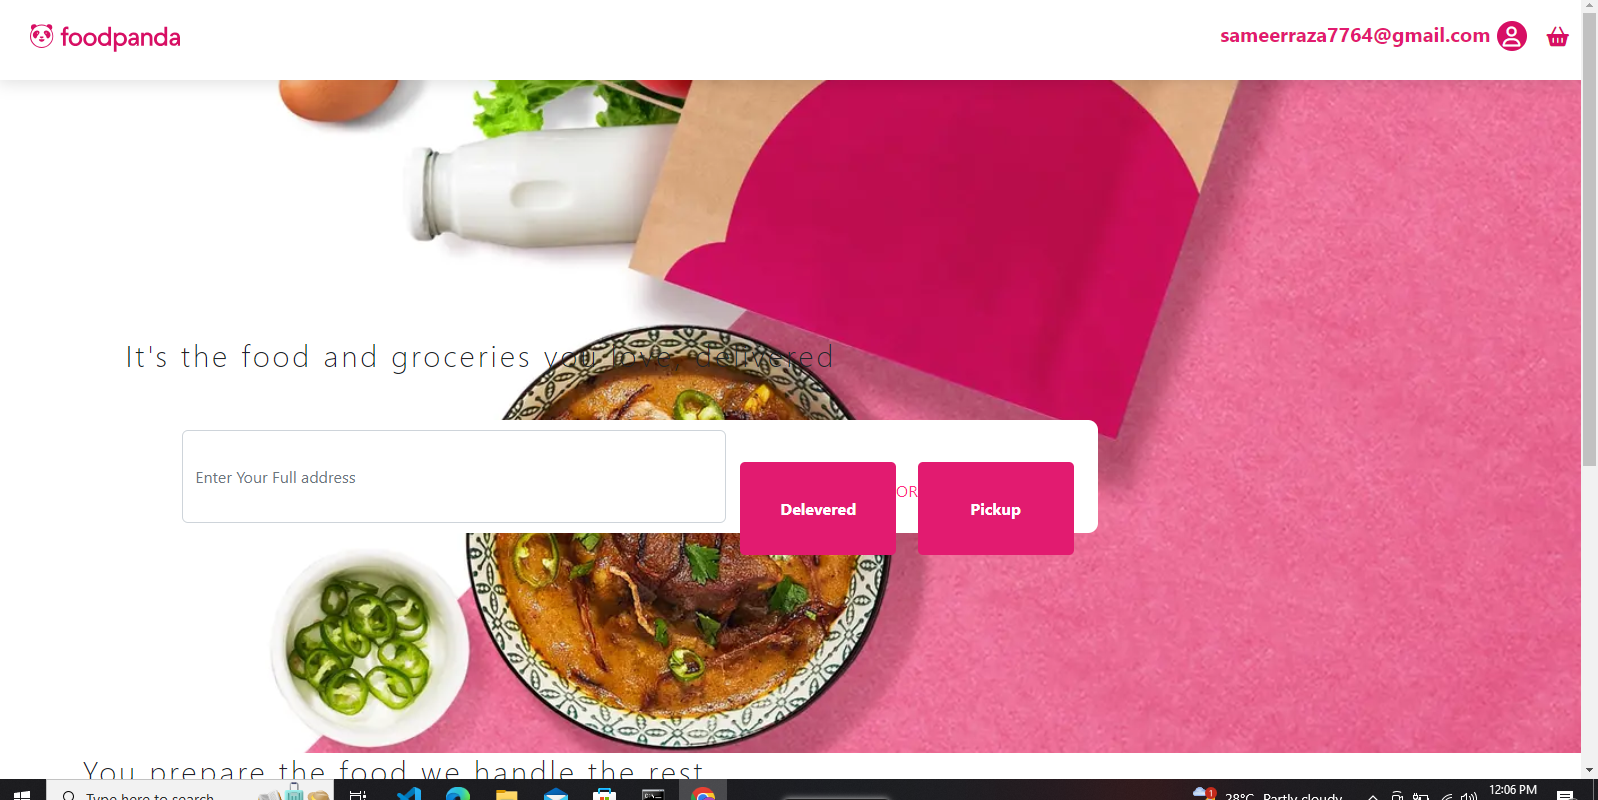 foodpanda
sameerraza7764@gmail.com
It's the food and groceries you love, delivered
Enter Your Full address
Delevered
OR
Pickup
You prepare the food we handle the rest
Type here to search
1
28°C Partly cloudy
12:06 PM